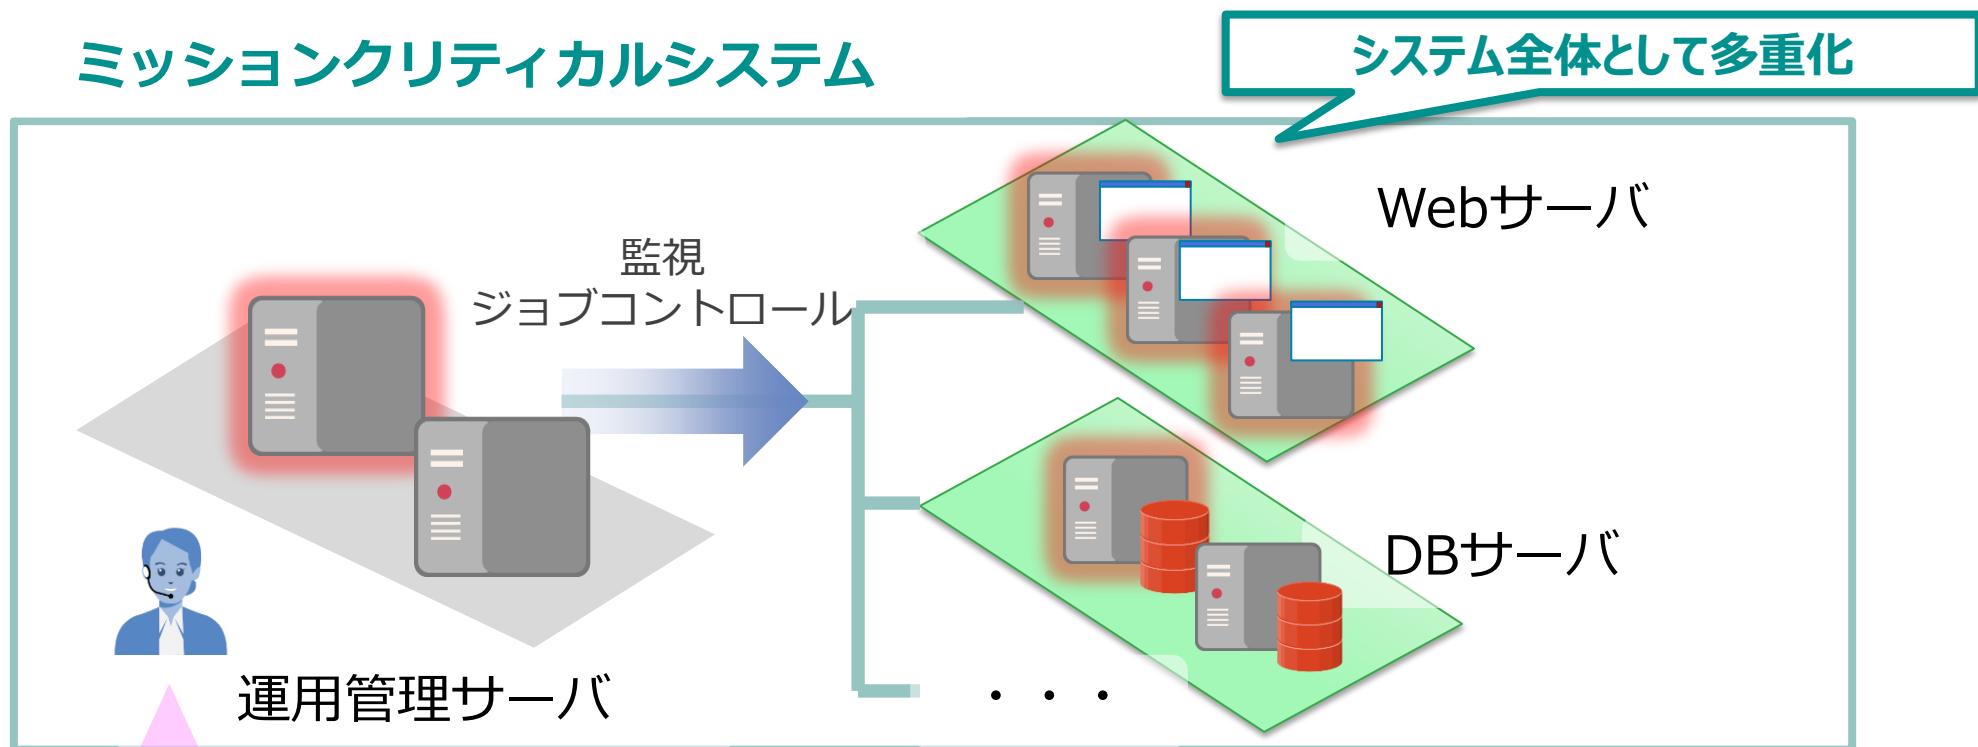 ミッションクリティカルシステム
システム全体として多重化
Webサーバ
監視
ジョブコントロール
DBサーバ
運用管理サーバ
・・・